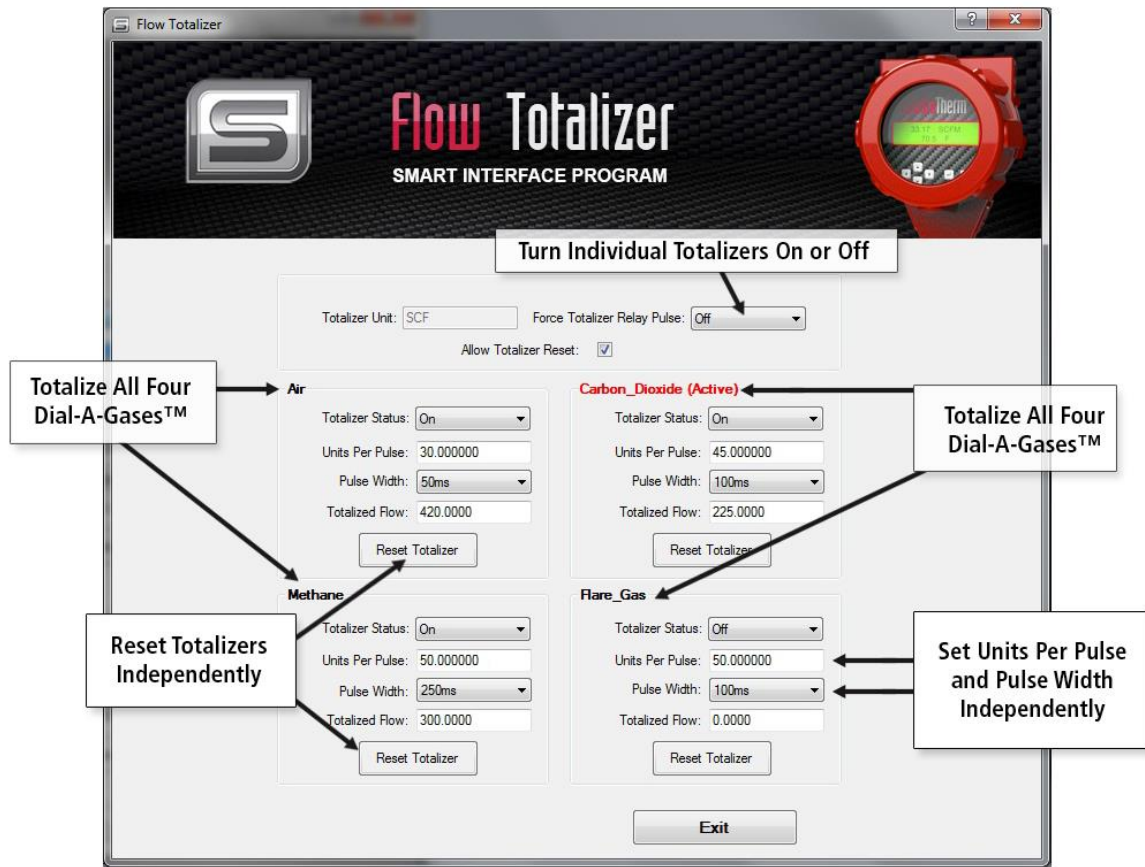 Flow Totalizer
Flow Totalizer
SMART INTERFACE PROGRAM
Turn Individual Totalizers On or Off
Totalizer Unit: SCF Force Totalizer Relay Pulse: Off
Allow Totalizer Reset:
Totalize All Four
Dial-A-Gases™
Air
Totalizer Status: On
Units Per Pulse: 30.000000
Pulse Width: 50ms
Totalized Flow: 420.0000
Reset Totalizer
Carbon_Dioxide (Active)
Totalizer Status: On
Units Per Pulse: 45.000000
Pulse Width: 100ms
Totalized Flow: 225.0000
Reset Totalizer
Totalize All Four
Dial-A-Gases™
Methane
Totalizer Status: On
Units Per Pulse: 50.000000
Pulse Width: 250ms
Totalized Flow: 300.0000
Reset Totalizer
Reset Totalizers
Independently
Flare_Gas
Totalizer Status: Off
Units Per Pulse: 50.000000
Pulse Width: 100ms
Totalized Flow: 0.0000
Reset Totalizer
Set Units Per Pulse
and Pulse Width
Independently
Exit